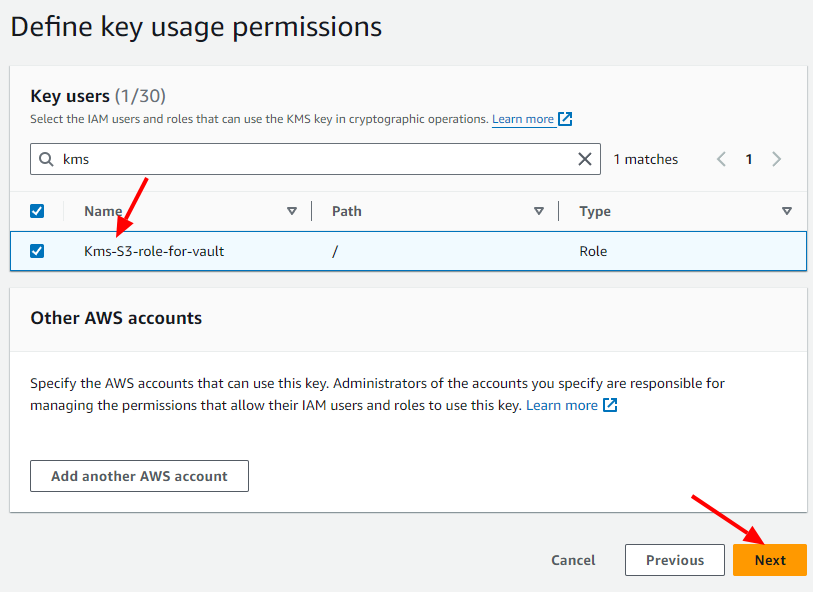 Define key usage permissions
Key users (1/30)
Select the IAM users and roles that can use the KMS key in cryptographic operations. Learn more
kms
1 matches
1
Name
Path
Type
Kms-S3-role-for-vault
/
Role
Other AWS accounts
Specify the AWS accounts that can use this key. Administrators of the accounts you specify are responsible for
managing the permissions that allow their IAM users and roles to use this key. Learn more
Add another AWS account
Cancel
Previous
Next